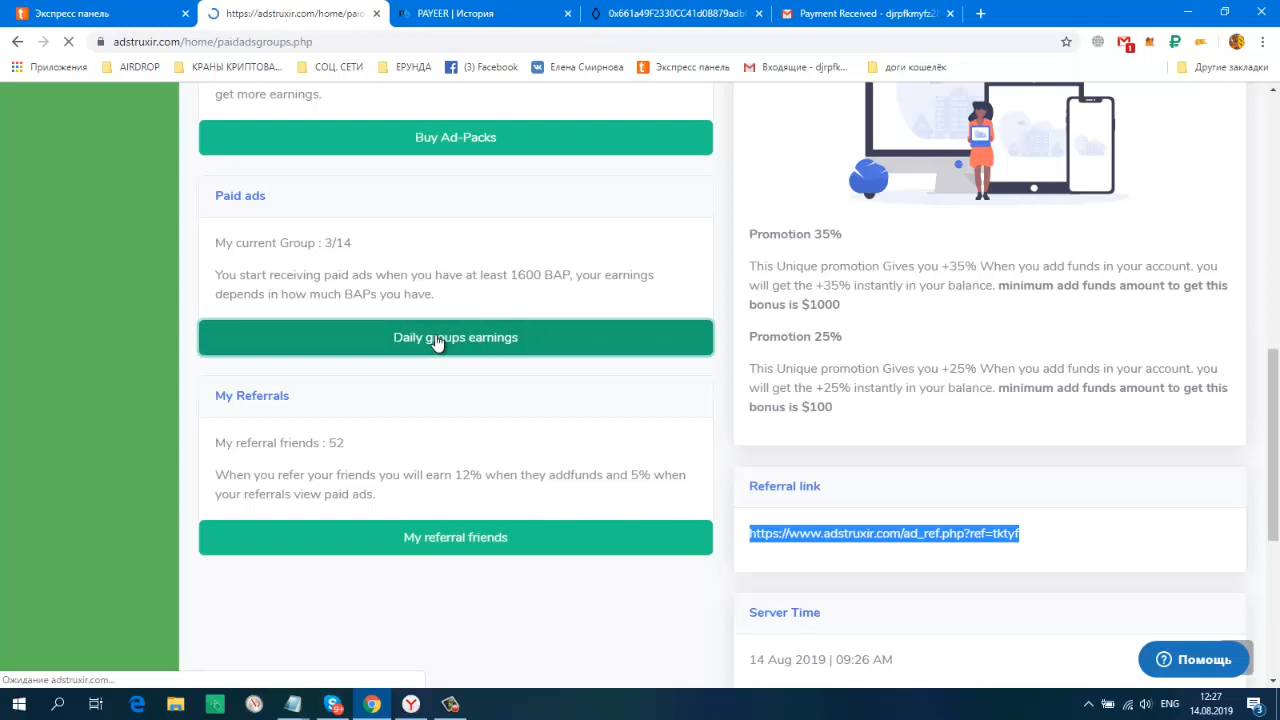 Экспресс панель
https://adstruxir.com/home/paid
PAYEER | История
0x661a49F2330CC41d0B879adb
Payment Received - djrpfkmyfz2
adstruxir.com/home/paidadsgroups.php
Приложения
AIRDROP
КРАНЫ КРИПТОВА...
СОЦ. СЕТИ
ЕРУНДА
(3) Facebook
Елена Смирнова
Экспресс панель
Входящие - djrpfk...
доги кошелёк
Другие закладки
get more earnings.
Buy Ad-Packs
Paid ads
My current Group : 3/14
You start receiving paid ads when you have at least 1600 BAP, your earnings
depends in how much BAPs you have.
Daily groups earnings
My Referrals
My referral friends : 52
When you refer your friends you will earn 12% when they addfunds and 5% when
your referrals view paid ads.
My referral friends
Promotion 35%
This Unique promotion Gives you +35% When you add funds in your account. you
will get the +35% instantly in your balance. minimum add funds amount to get this
bonus is $1000
Promotion 25%
This Unique promotion Gives you +25% When you add funds in your account. you
will get the +25% instantly in your balance. minimum add funds amount to get this
bonus is $100
Referral link
https://www.adstruxir.com/ad_ref.php?ref=tktyf
Server Time
14 Aug 2019 | 09:26 AM
Помощь
Ожидание adstruxir.com...
ENG
12:27
14.08.2019
3